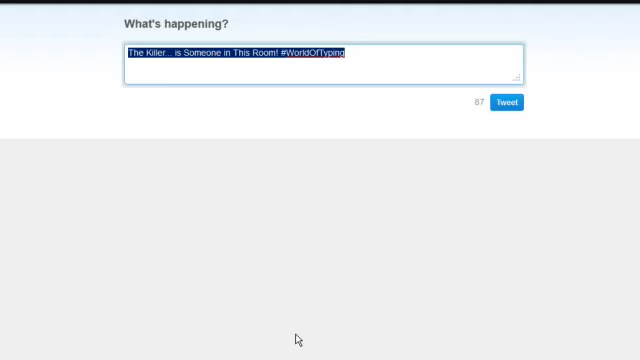 What's happening?
The Killer... is Someone in This Room! #WorldOfTyping
87 Tweet